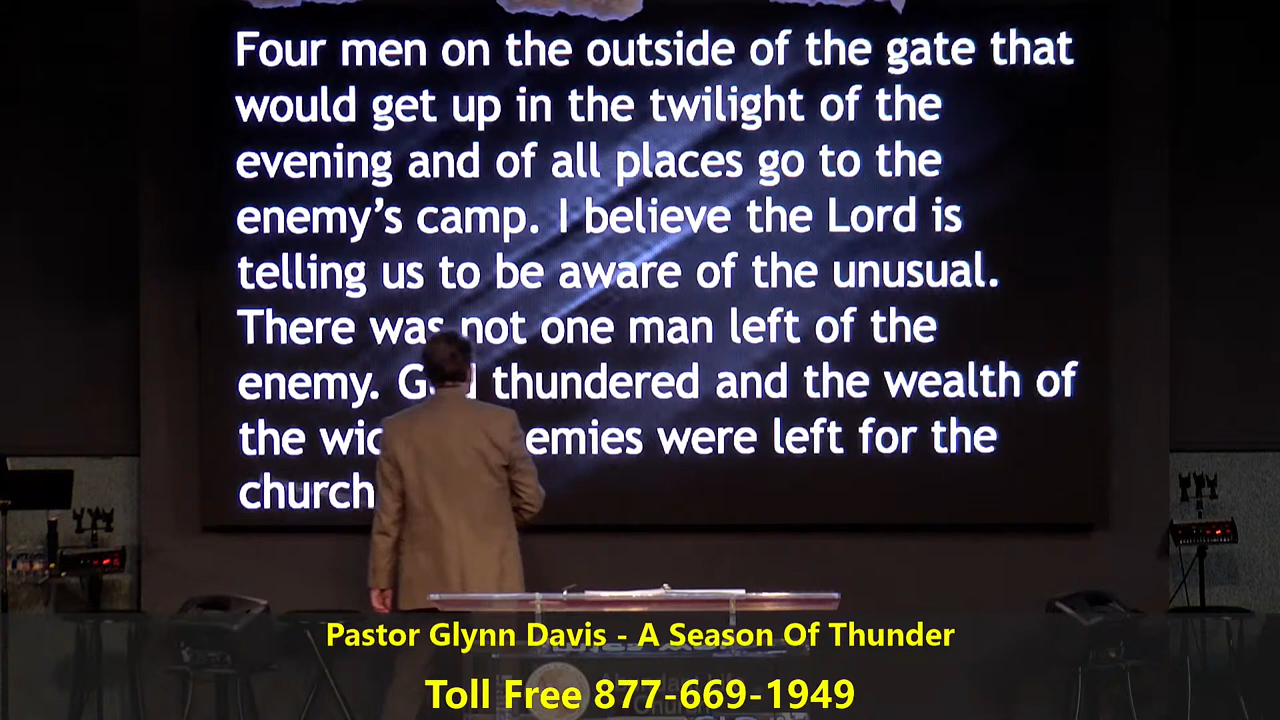 Four men on the outside of the gate that
would get up in the twilight of the
evening and of all places go to the
enemy’s camp. I believe the Lord is
telling us to be aware of the unusual.
There was not one man left of the
enemy. God thundered and the wealth of
the wic emies were left for the
church
Pastor Glynn Davis - A Season Of Thunder
Toll Free 877-669-1949
Church